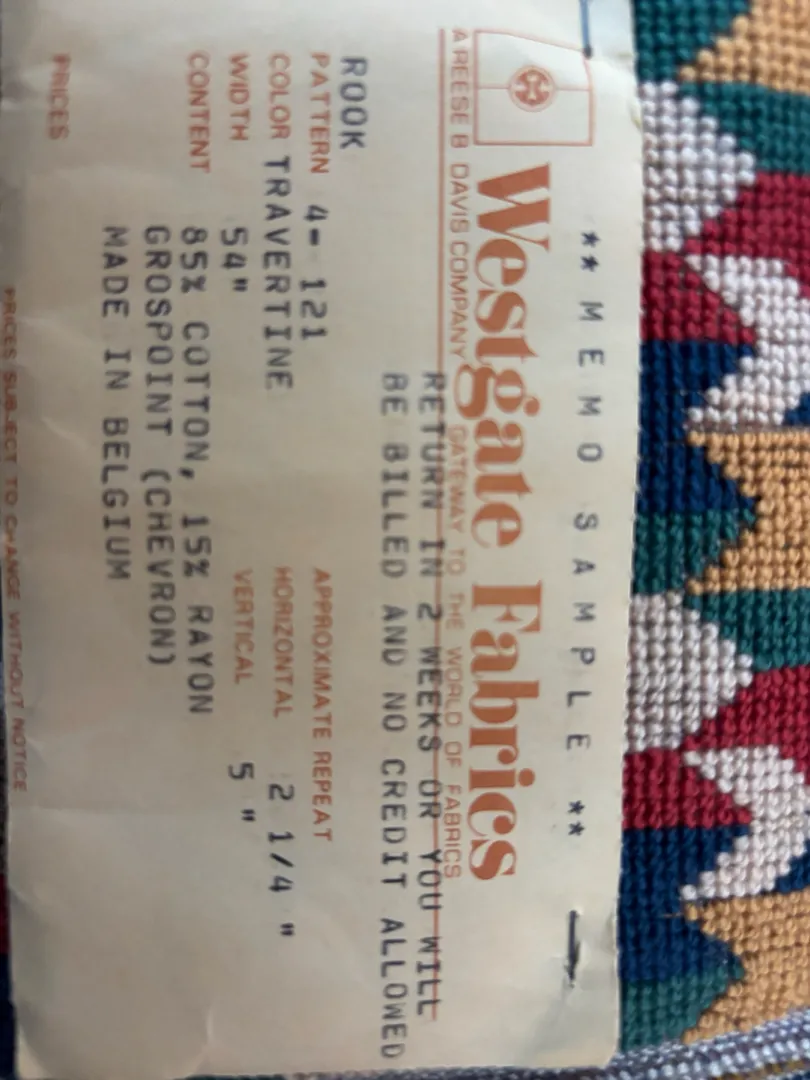 ** MEMO SAMPLE **
Westgate Fabrics
A REESE B DAVIS COMPANY GATEWAY TO THE WORLD OF FABRICS
RETURN IN 2 WEEKS OR YOU WILL
BE BILLED AND NO CREDIT ALLOWED
ROOK
PATTERN 4- 121 APPROXIMATE REPEAT
COLOR TRAVERTINE HORIZONTAL 2 1/4 "
WIDTH 54" VERTICAL 5 "
CONTENT 85% COTTON, 15% RAYON
GROSPOINT (CHEVRON)
MADE IN BELGIUM
PRICES
PRICES SUBJECT TO CHANGE WITHOUT NOTICE